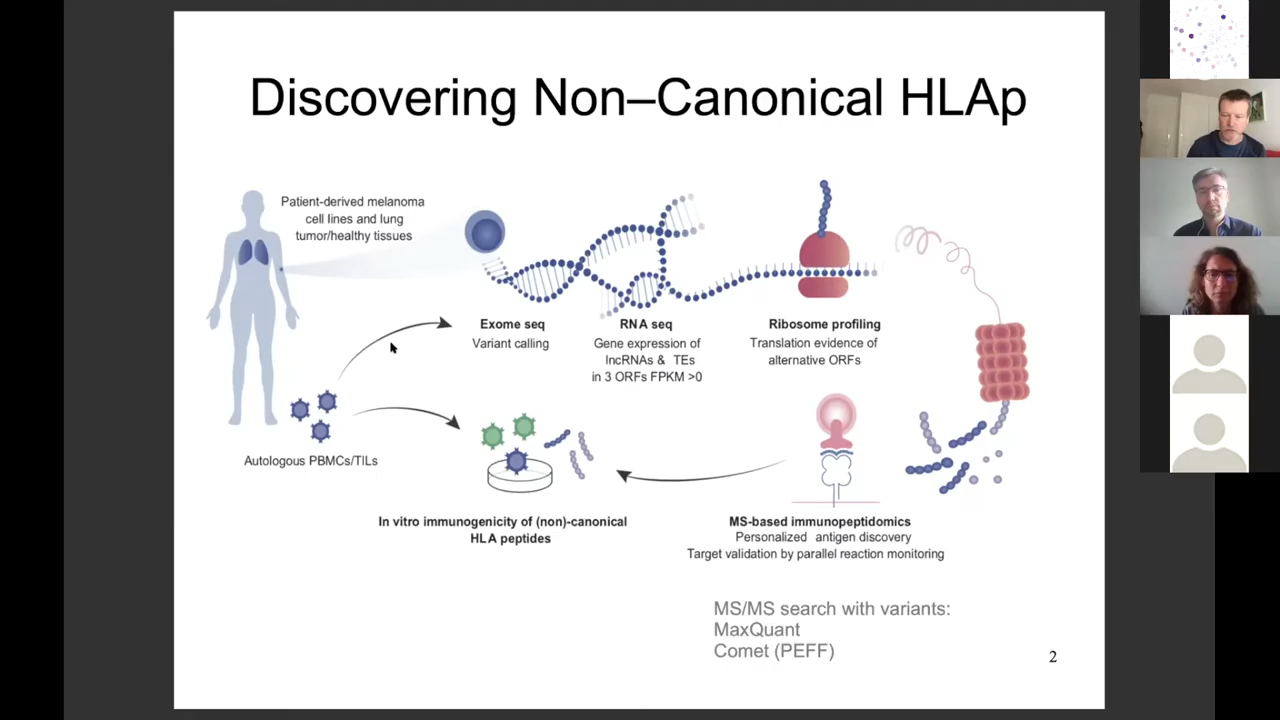 Discovering Non–Canonical HLAp
Patient-derived melanoma
cell lines and lung
tumor/healthy tissues
Exome seq
Variant calling
RNA seq
Gene expression of
lncRNAs & TEs
in 3 ORFs FPKM >0
Ribosome profiling
Translation evidence of
alternative ORFs
Autologous PBMCs/TILs
In vitro immunogenicity of (non)-canonical
HLA peptides
MS-based immunopeptidomics
Personalized antigen discovery
Target validation by parallel reaction monitoring
MS/MS search with variants:
MaxQuant
Comet (PEFF)
2